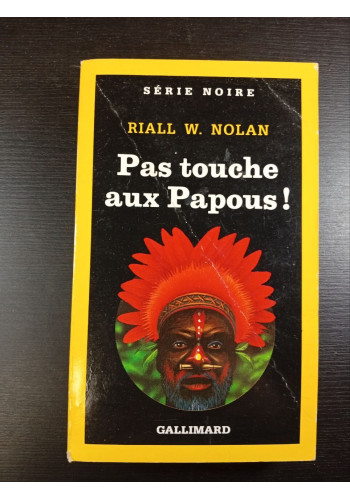 SÉRIE NOIRE
RIALL W. NOLAN
Pas touche
aux Papous !
GALLIMARD